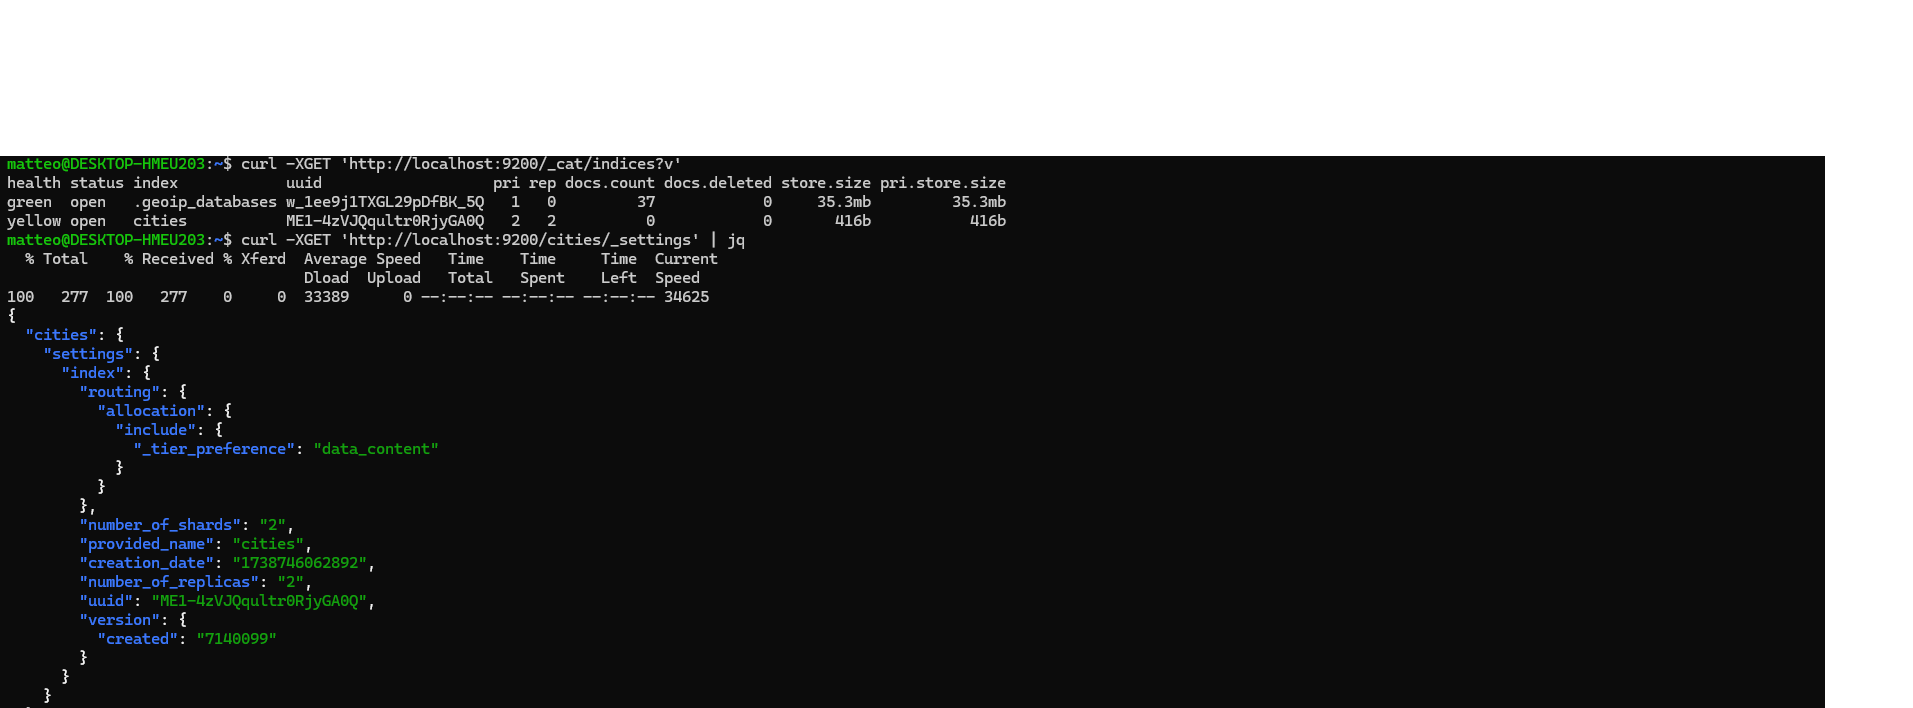 matteo@DESKTOP-HMEU203:~$ curl -XGET 'http://localhost:9200/_cat/indices?v'
health status index            uuid                   pri rep docs.count docs.deleted store.size pri.store.size
green  open   .geoip_databases w_1ee9j1TXGL29pDfBK_5Q   1   0         37            0     35.3mb         35.3mb
yellow open   cities           ME1-4zVJQqultr0RjyGA0Q   2   2          0            0       416b           416b
matteo@DESKTOP-HMEU203:~$ curl -XGET 'http://localhost:9200/cities/_settings' | jq
  % Total    % Received % Xferd  Average Speed   Time    Time     Time  Current
                                 Dload  Upload   Total   Spent    Left  Speed
100   277  100   277    0     0  33389      0 --:--:-- --:--:-- --:--:-- 34625
{
  "cities": {
    "settings": {
      "index": {
        "routing": {
          "allocation": {
            "include": {
              "_tier_preference": "data_content"
            }
          }
        },
        "number_of_shards": "2",
        "provided_name": "cities",
        "creation_date": "1738746062892",
        "number_of_replicas": "2",
        "uuid": "ME1-4zVJQqultr0RjyGA0Q",
        "version": {
          "created": "7140099"
        }
      }
    }